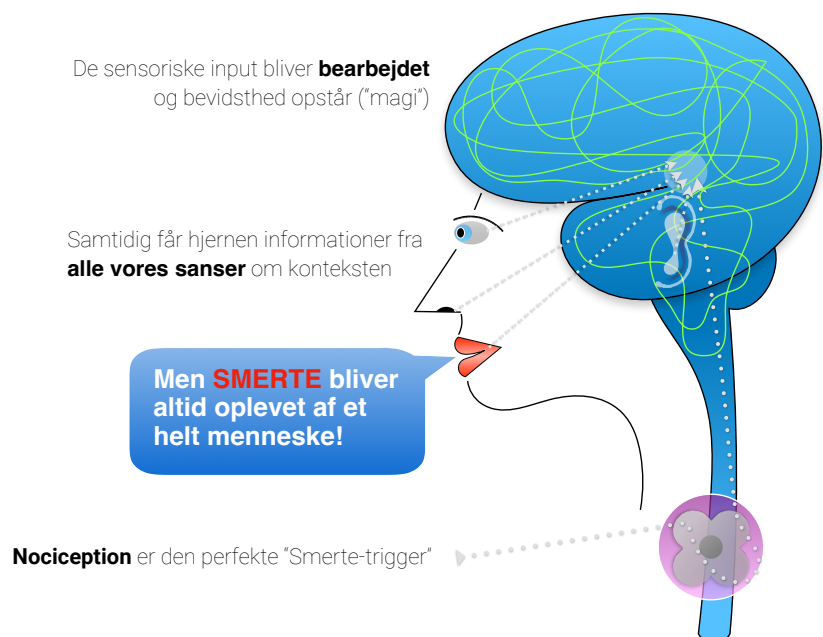 De sensoriske input bliver bearbejdet
og bevidsthed opstår (“magi”)
Samtidig får hjernen informationer fra
alle vores sanser om konteksten
Men SMERTE bliver
altid oplevet af et
helt menneske!
Nociception er den perfekte “Smerte-trigger”